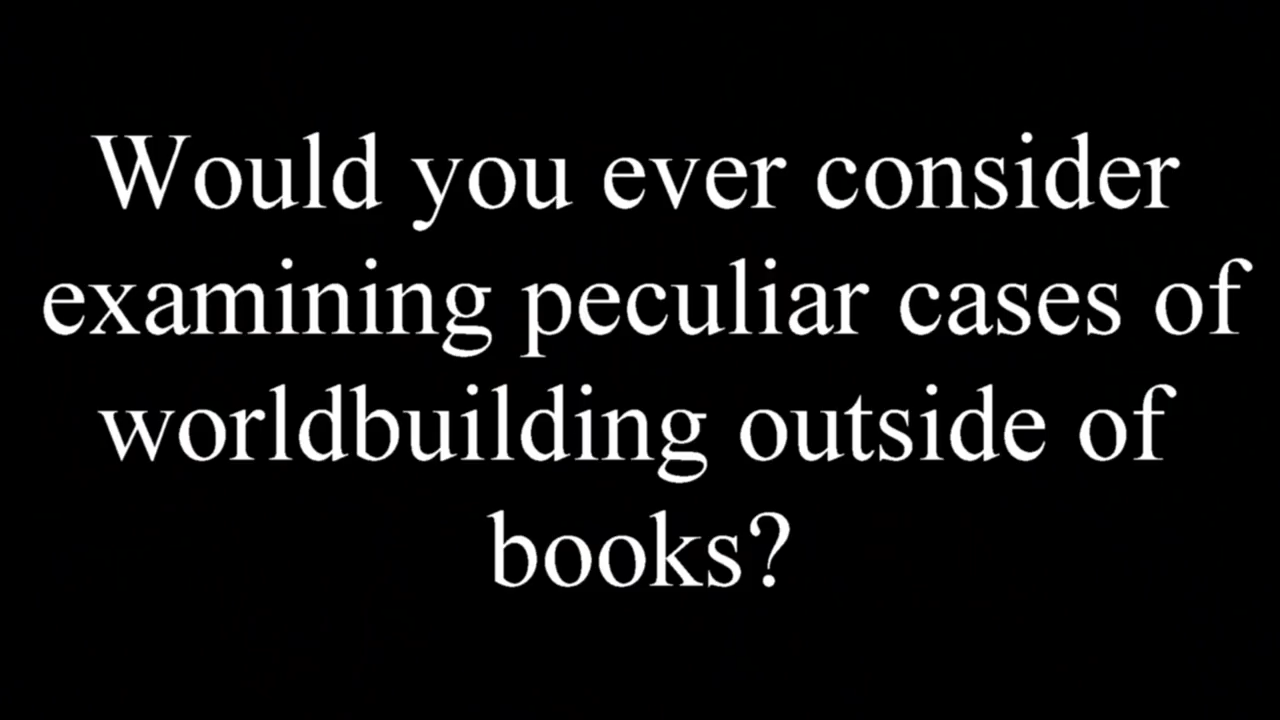 Would you ever consider
examining peculiar cases of
worldbuilding outside of
books?